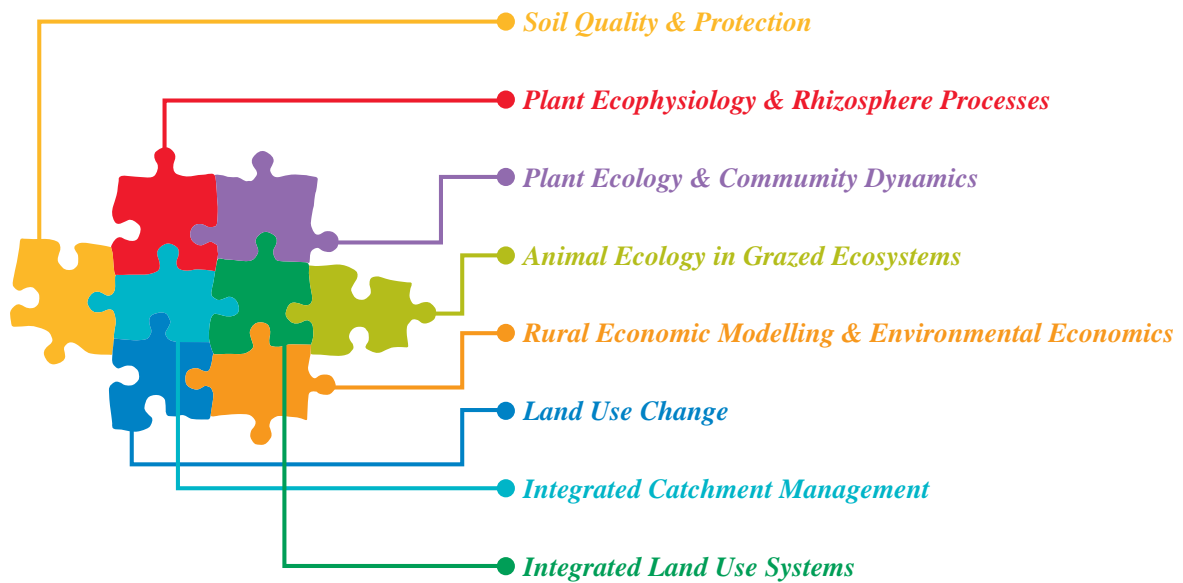 Soil Quality & Protection
Plant Ecophysiology & Rhizosphere Processes
Plant Ecology & Community Dynamics
Animal Ecology in Grazed Ecosystems
Rural Economic Modelling & Environmental Economics
Land Use Change
Integrated Catchment Management
Integrated Land Use Systems